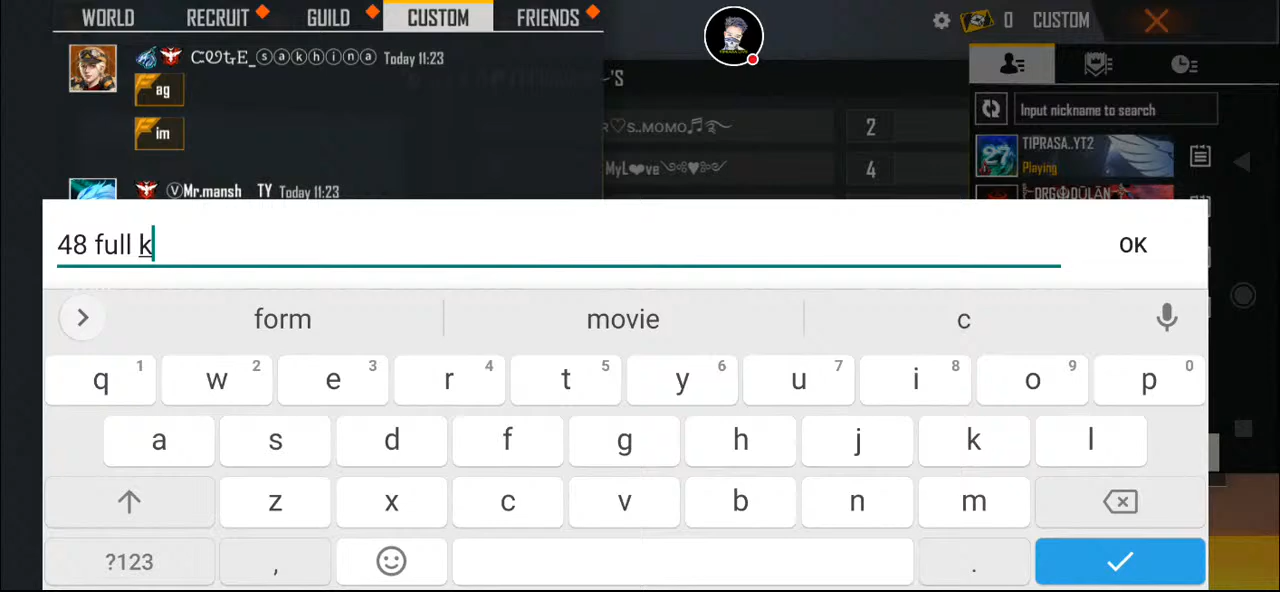 WORLD RECRUIT GUILD CUSTOM FRIENDS
0 CUSTOM
Today 11:23
ag
im
Ⓥ Mr.mansh TY Today 11:23
'S
2
4
Input nickname to search
TIPRASA..YT2
Playing
27
48 full k
OK
form movie c
q 1 w 2 e 3 r 4 t 5 y 6 u 7 i 8 o 9 p 0
a s d f g h j k l
z x c v b n m
?123 , .